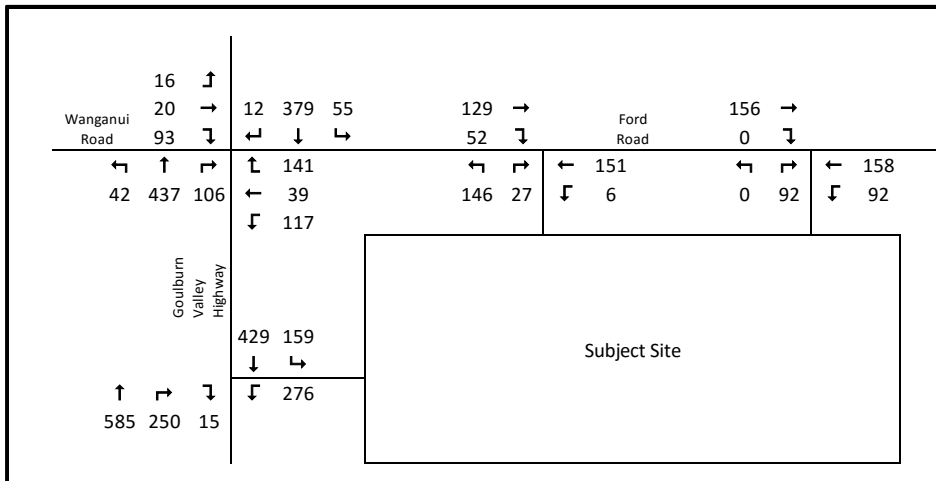 16
20 12 379 55 129 156
Wanganui Road 93 52 Ford Road 0
141 151 158
42 437 106 39 146 27 6 0 92 92
117
Goulburn Valley Highway
429 159
Subject Site
276
585 250 15